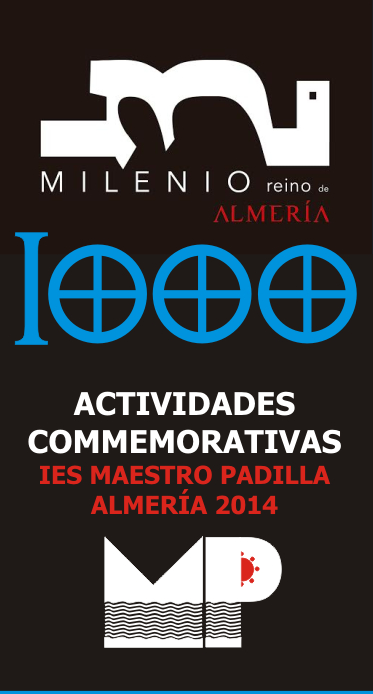 MILENIO reino de
ALMERÍA
1000
ACTIVIDADES
COMMEMORATIVAS
IES MAESTRO PADILLA
ALMERÍA 2014
MP